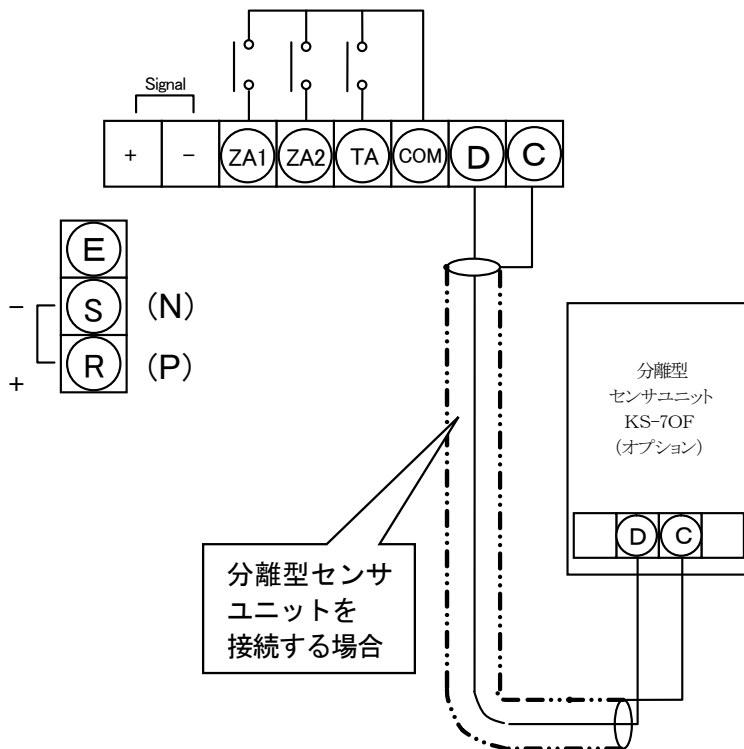 Signal
+ - ZA1 ZA2 TA COM D C
E
- S (N)
R (P)
+
分離型
センサユニット
KS-7OF
(オプション)
D C
分離型センサ
ユニットを
接続する場合